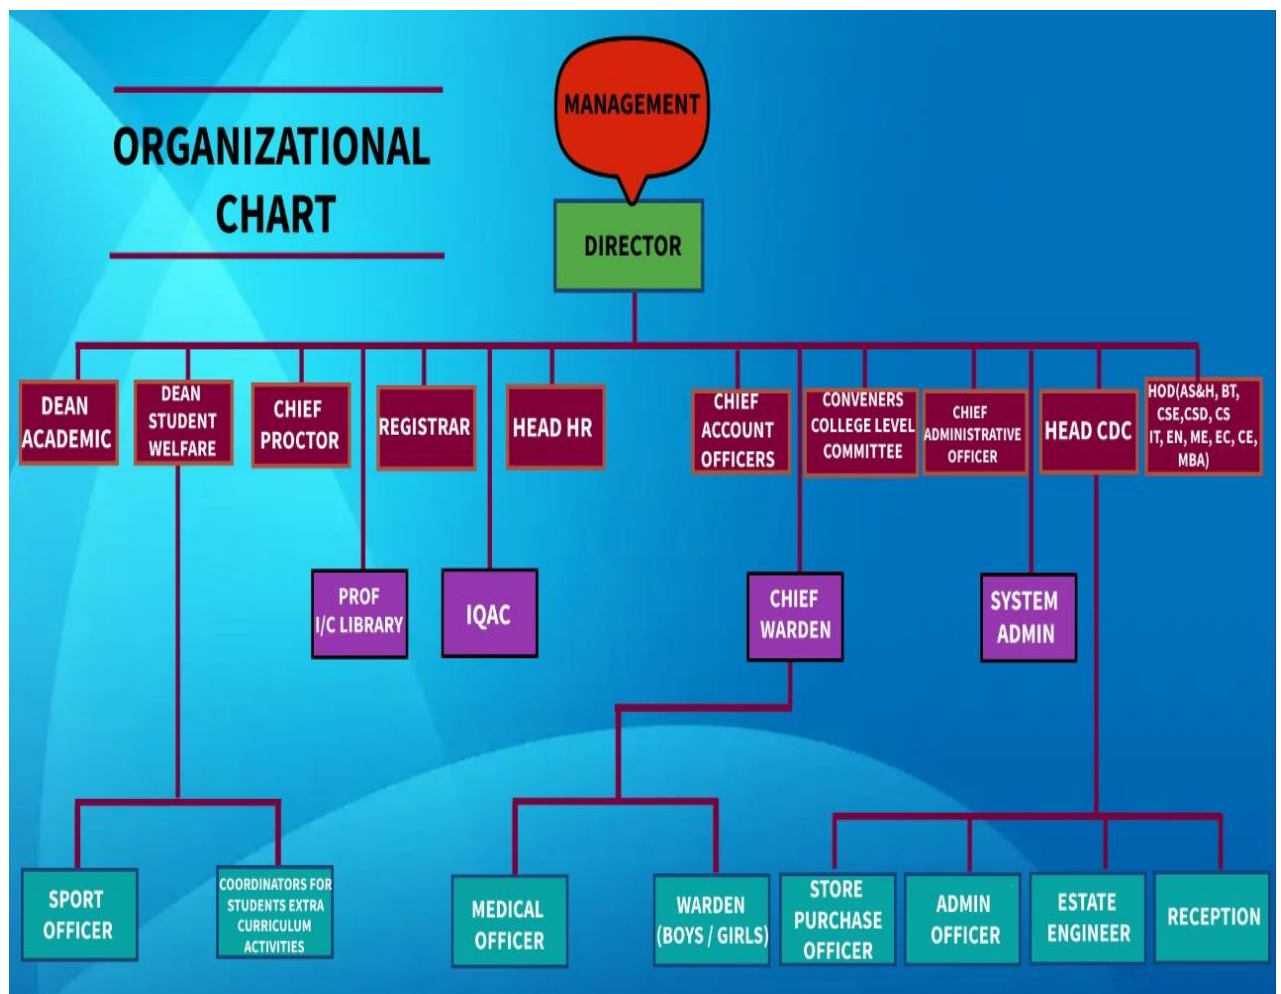 MANAGEMENT
ORGANIZATIONAL
CHART
DIRECTOR
DEAN
ACADEMIC
DEAN
STUDENT
WELFARE
CHIEF
PROCTOR
REGISTRAR
HEAD HR
CHIEF
ACCOUNT
OFFICERS
CONVENERS
COLLEGE LEVEL
COMMITTEE
CHIEF
ADMINISTRATIVE
OFFICER
HEAD CDC
HOD(AS&H, BT,
CSE,CSD, CS
IT, EN, ME, EC, CE,
MBA)
PROF
I/C LIBRARY
IQAC
CHIEF
WARDEN
SYSTEM
ADMIN
SPORT
OFFICER
COORDINATORS FOR
STUDENTS EXTRA
CURRICULUM
ACTIVITIES
MEDICAL
OFFICER
WARDEN
(BOYS / GIRLS)
STORE
PURCHASE
OFFICER
ADMIN
OFFICER
ESTATE
ENGINEER
RECEPTION